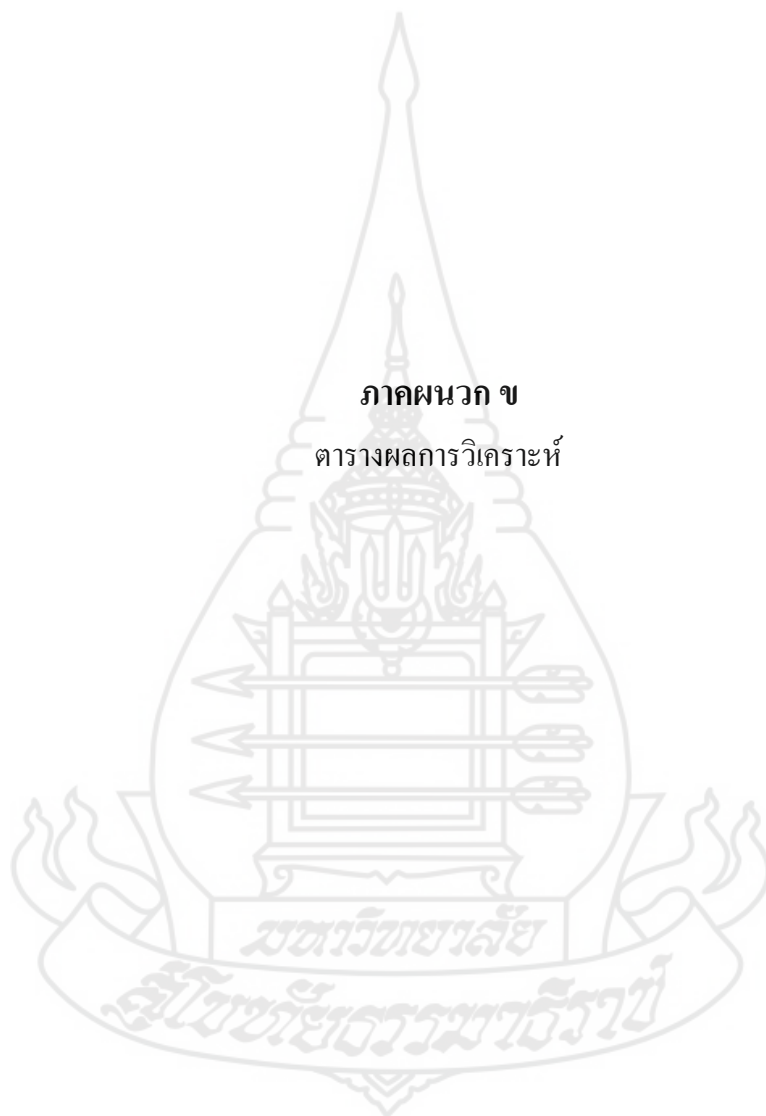 ภาคผนวก ข
ตารางผลการวิเคราะห์
มหาวิทยาลัย
สุโขทัยธรรมาธิราช